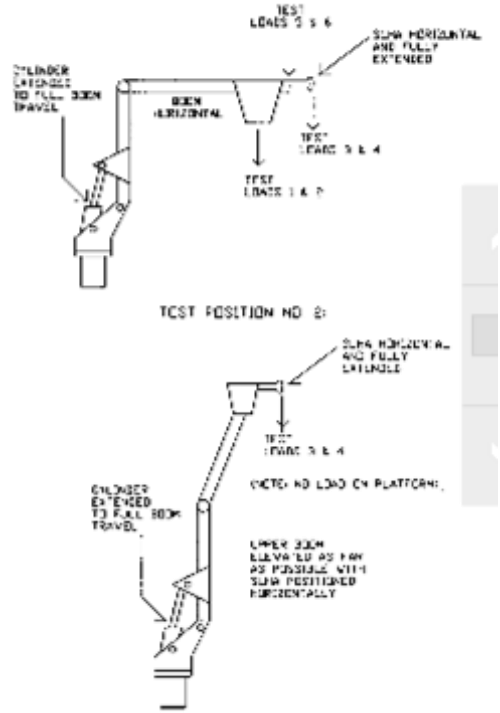 TEST
LOADS 5 & 6
SLHA HORIZONTAL
AND FULLY
EXTENDED
CYLINDER
EXTENDED
TO FULL BOOM
TRAVEL
BOOM
HORIZONTAL
TEST
LOADS 3 & 4
TEST
LOADS 1 & 2
TEST POSITION NO 2:
SLHA HORIZONTAL
AND FULLY
EXTENDED
TEST
LOADS 3 & 4
(NOTE: NO LOAD ON PLATFORM)
CYLINDER
EXTENDED
TO FULL BOOM
TRAVEL
UPPER BOOM
ELEVATED AS FAR
AS POSSIBLE WITH
SLHA POSITIONED
HORIZONTALLY